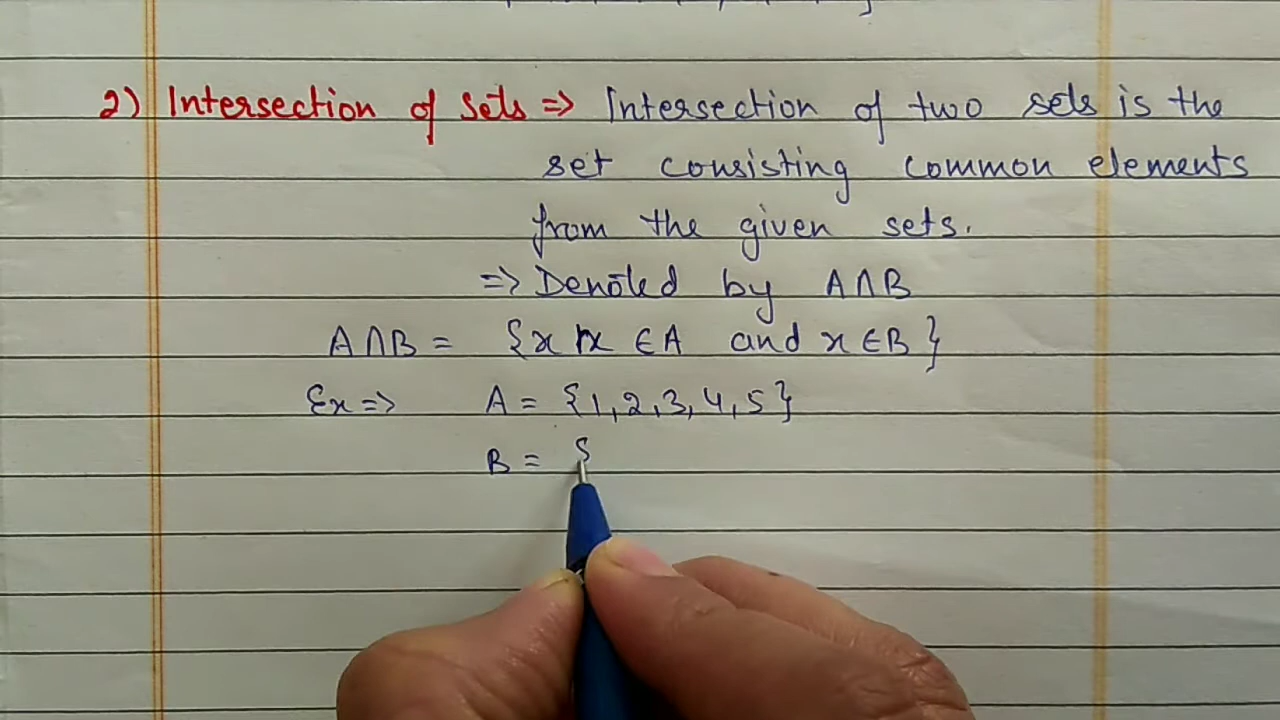 2) Intersection of Sets ⇒ Intersection of two sets is the
set consisting common elements
from the given sets.
⇒ Denoted by A∩B
A∩B = {x | x ∈ A and x ∈ B}
Ex ⇒ A = {1, 2, 3, 4, 5}
B = {